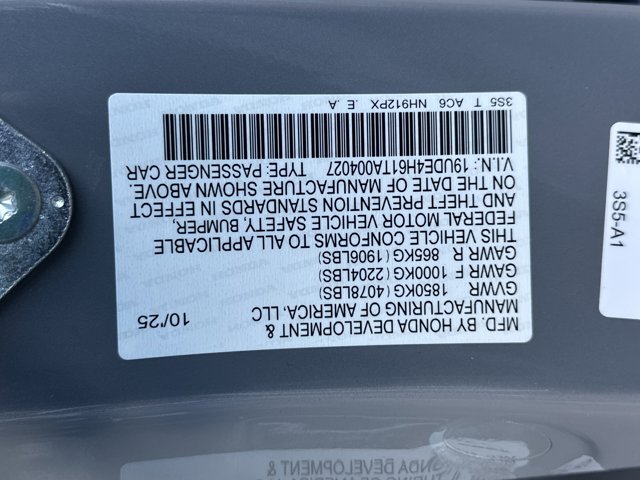 MFD. BY HONDA DEVELOPMENT &
MANUFACTURING OF AMERICA, LLC 10/25
GVWR 1850KG (4078LBS)
GAWR F 1000KG (2204LBS)
GAWR R 865KG (1906LBS)
THIS VEHICLE CONFORMS TO ALL APPLICABLE
FEDERAL MOTOR VEHICLE SAFETY, BUMPER,
AND THEFT PREVENTION STANDARDS IN EFFECT
ON THE DATE OF MANUFACTURE SHOWN ABOVE.
V.I.N.: 19UDE4H61TA004027 TYPE: PASSENGER CAR
3S5 T AC6 NH912PX .E .A
3S5-A1